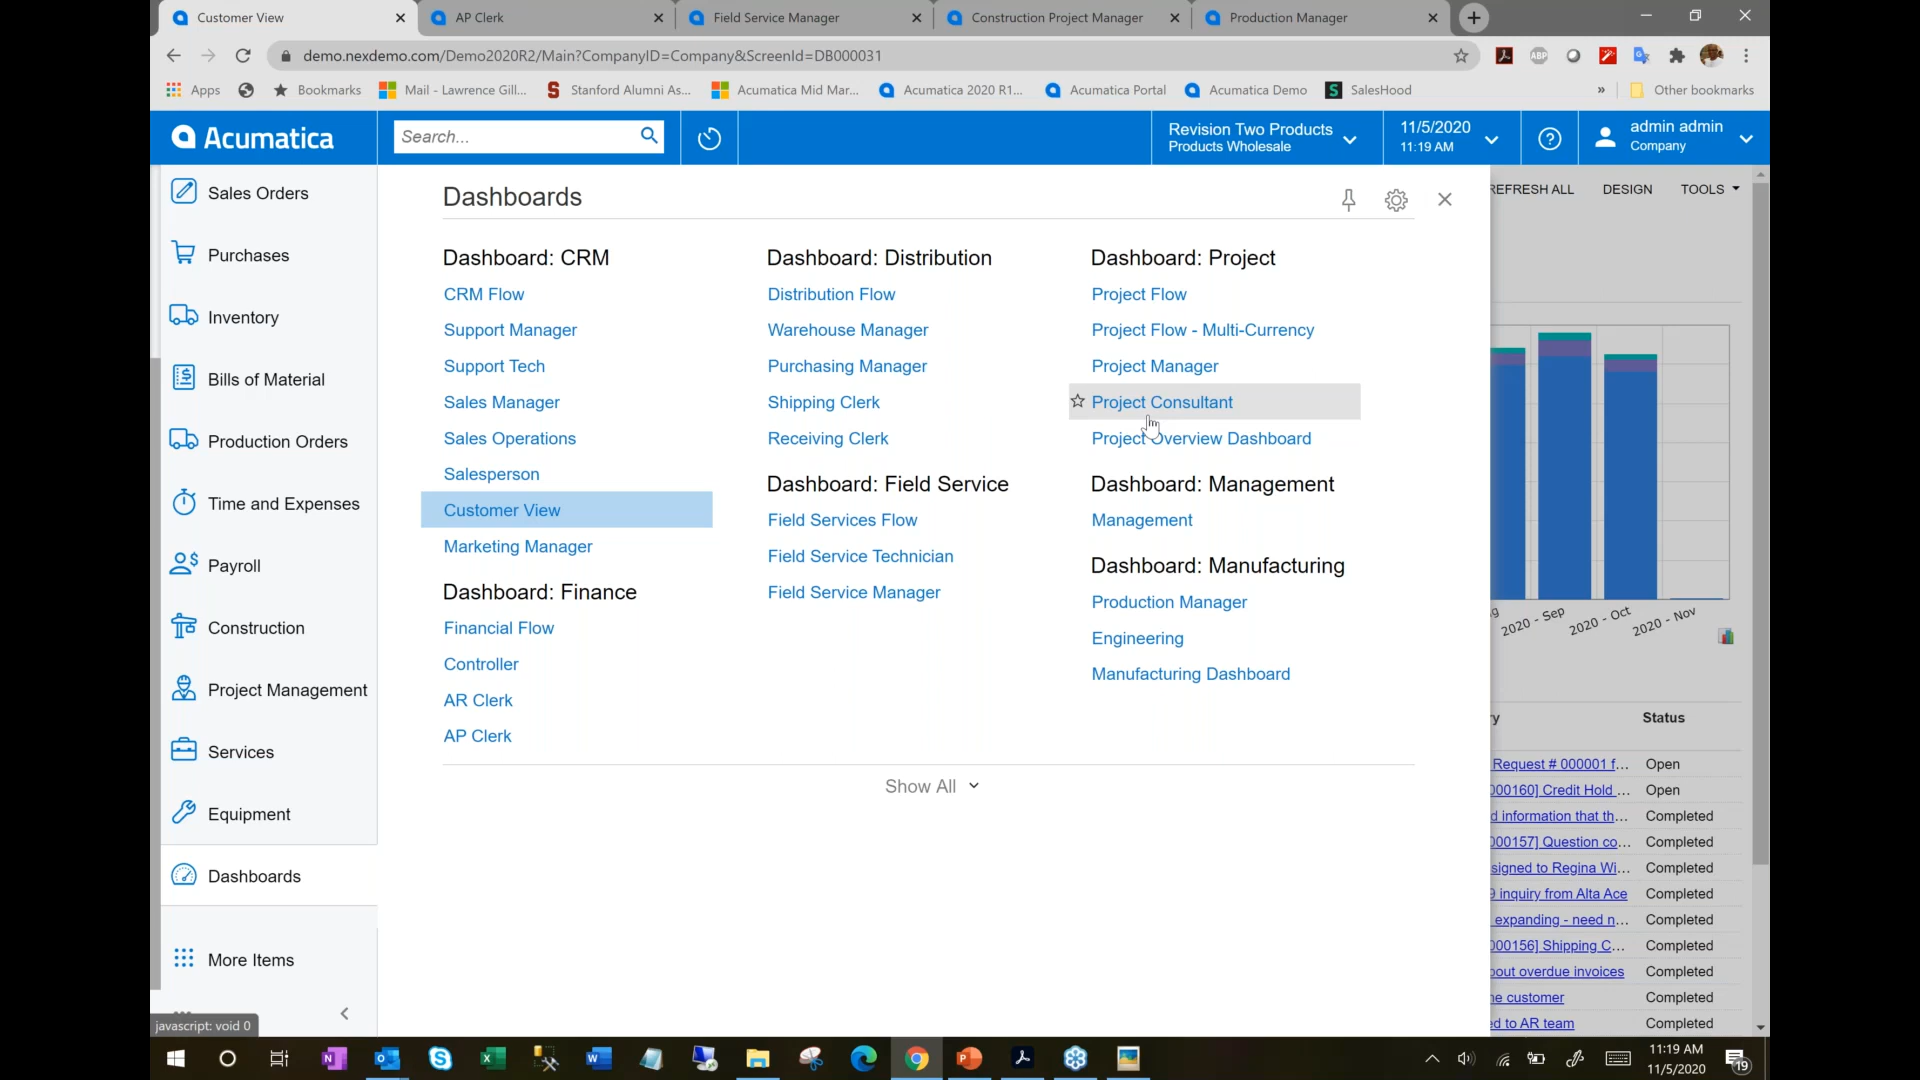 Customer View
AP Clerk
Field Service Manager
Construction Project Manager
Production Manager
demo.nexdemo.com/Demo2020R2/Main?CompanyID=Company&ScreenId=DB000031
ABP
Apps
Bookmarks
Mail - Lawrence Gill...
Stanford Alumni As...
Acumatica Mid Mar...
Acumatica 2020 R1...
Acumatica Portal
Acumatica Demo
SalesHood
»
Other bookmarks
Acumatica
Search...
Revision Two Products
Products Wholesale
11/5/2020
11:19 AM
admin admin
Company
Sales Orders
Purchases
Inventory
Bills of Material
Production Orders
Time and Expenses
Payroll
Construction
Project Management
Services
Equipment
Dashboards
More Items
javascript: void 0
Dashboards
Dashboard: CRM
CRM Flow
Support Manager
Support Tech
Sales Manager
Sales Operations
Salesperson
Customer View
Marketing Manager
Dashboard: Finance
Financial Flow
Controller
AR Clerk
AP Clerk
Dashboard: Distribution
Distribution Flow
Warehouse Manager
Purchasing Manager
Shipping Clerk
Receiving Clerk
Dashboard: Field Service
Field Services Flow
Field Service Technician
Field Service Manager
Dashboard: Project
Project Flow
Project Flow - Multi-Currency
Project Manager
Project Consultant
Project Overview Dashboard
Dashboard: Management
Management
Dashboard: Manufacturing
Production Manager
Engineering
Manufacturing Dashboard
Show All
REFRESH ALL
DESIGN
TOOLS
2020 - Sep
2020 - Oct
2020 - Nov
Status
Request # 000001 f... Open
000160] Credit Hold ... Open
d information that th... Completed
000157] Question co... Completed
signed to Regina Wi... Completed
inquiry from Alta Ace Completed
expanding - need n... Completed
000156] Shipping C... Completed
bout overdue invoices Completed
ne customer Completed
ed to AR team Completed
11:19 AM
11/5/2020
19